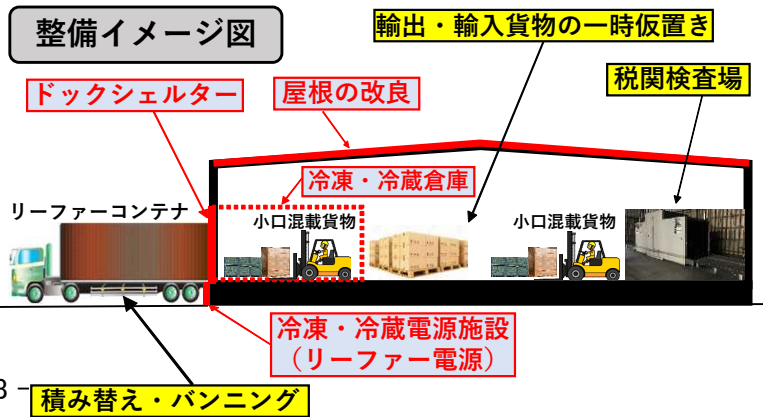 整備イメージ図
輸出・輸入貨物の一時仮置き
ドックシェルター
屋根の改良
税関検査場
冷凍・冷蔵倉庫
リーファーコンテナ
小口混載貨物
小口混載貨物
冷凍・冷蔵電源施設
（リーファー電源）
3 -
積み替え・バンニング